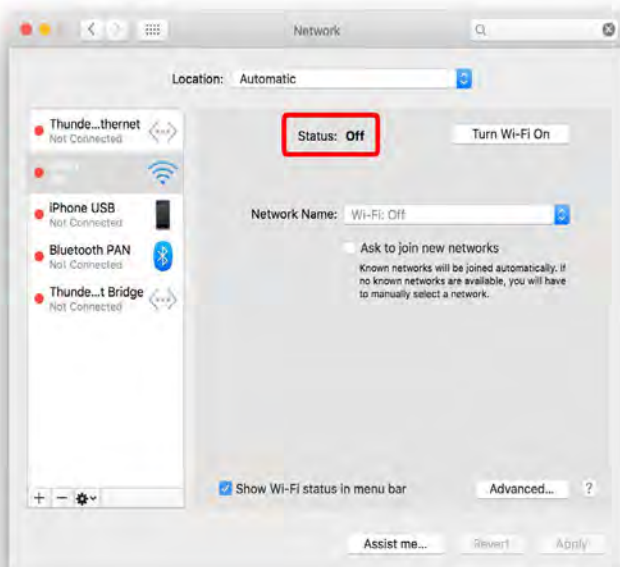 Network
Location: Automatic
Thunde...thernet
Not Connected
iPhone USB
Not Connected
Bluetooth PAN
Not Connected
Thunde...t Bridge
Not Connected
Status: Off
Turn Wi-Fi On
Network Name: Wi-Fi: Off
Ask to join new networks
Known networks will be joined automatically. If
no known networks are available, you will have
to manually select a network.
+ −
Show Wi-Fi status in menu bar
Advanced...
?
Assist me...
Revert
Apply